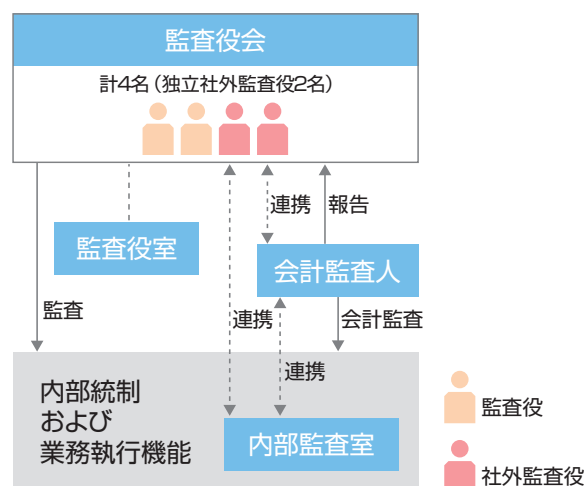 監査役会
計4名（独立社外監査役2名）
連携
報告
監査役室
会計監査人
監査
連携
会計監査
連携
内部統制
および
業務執行機能
内部監査室
監査役
社外監査役